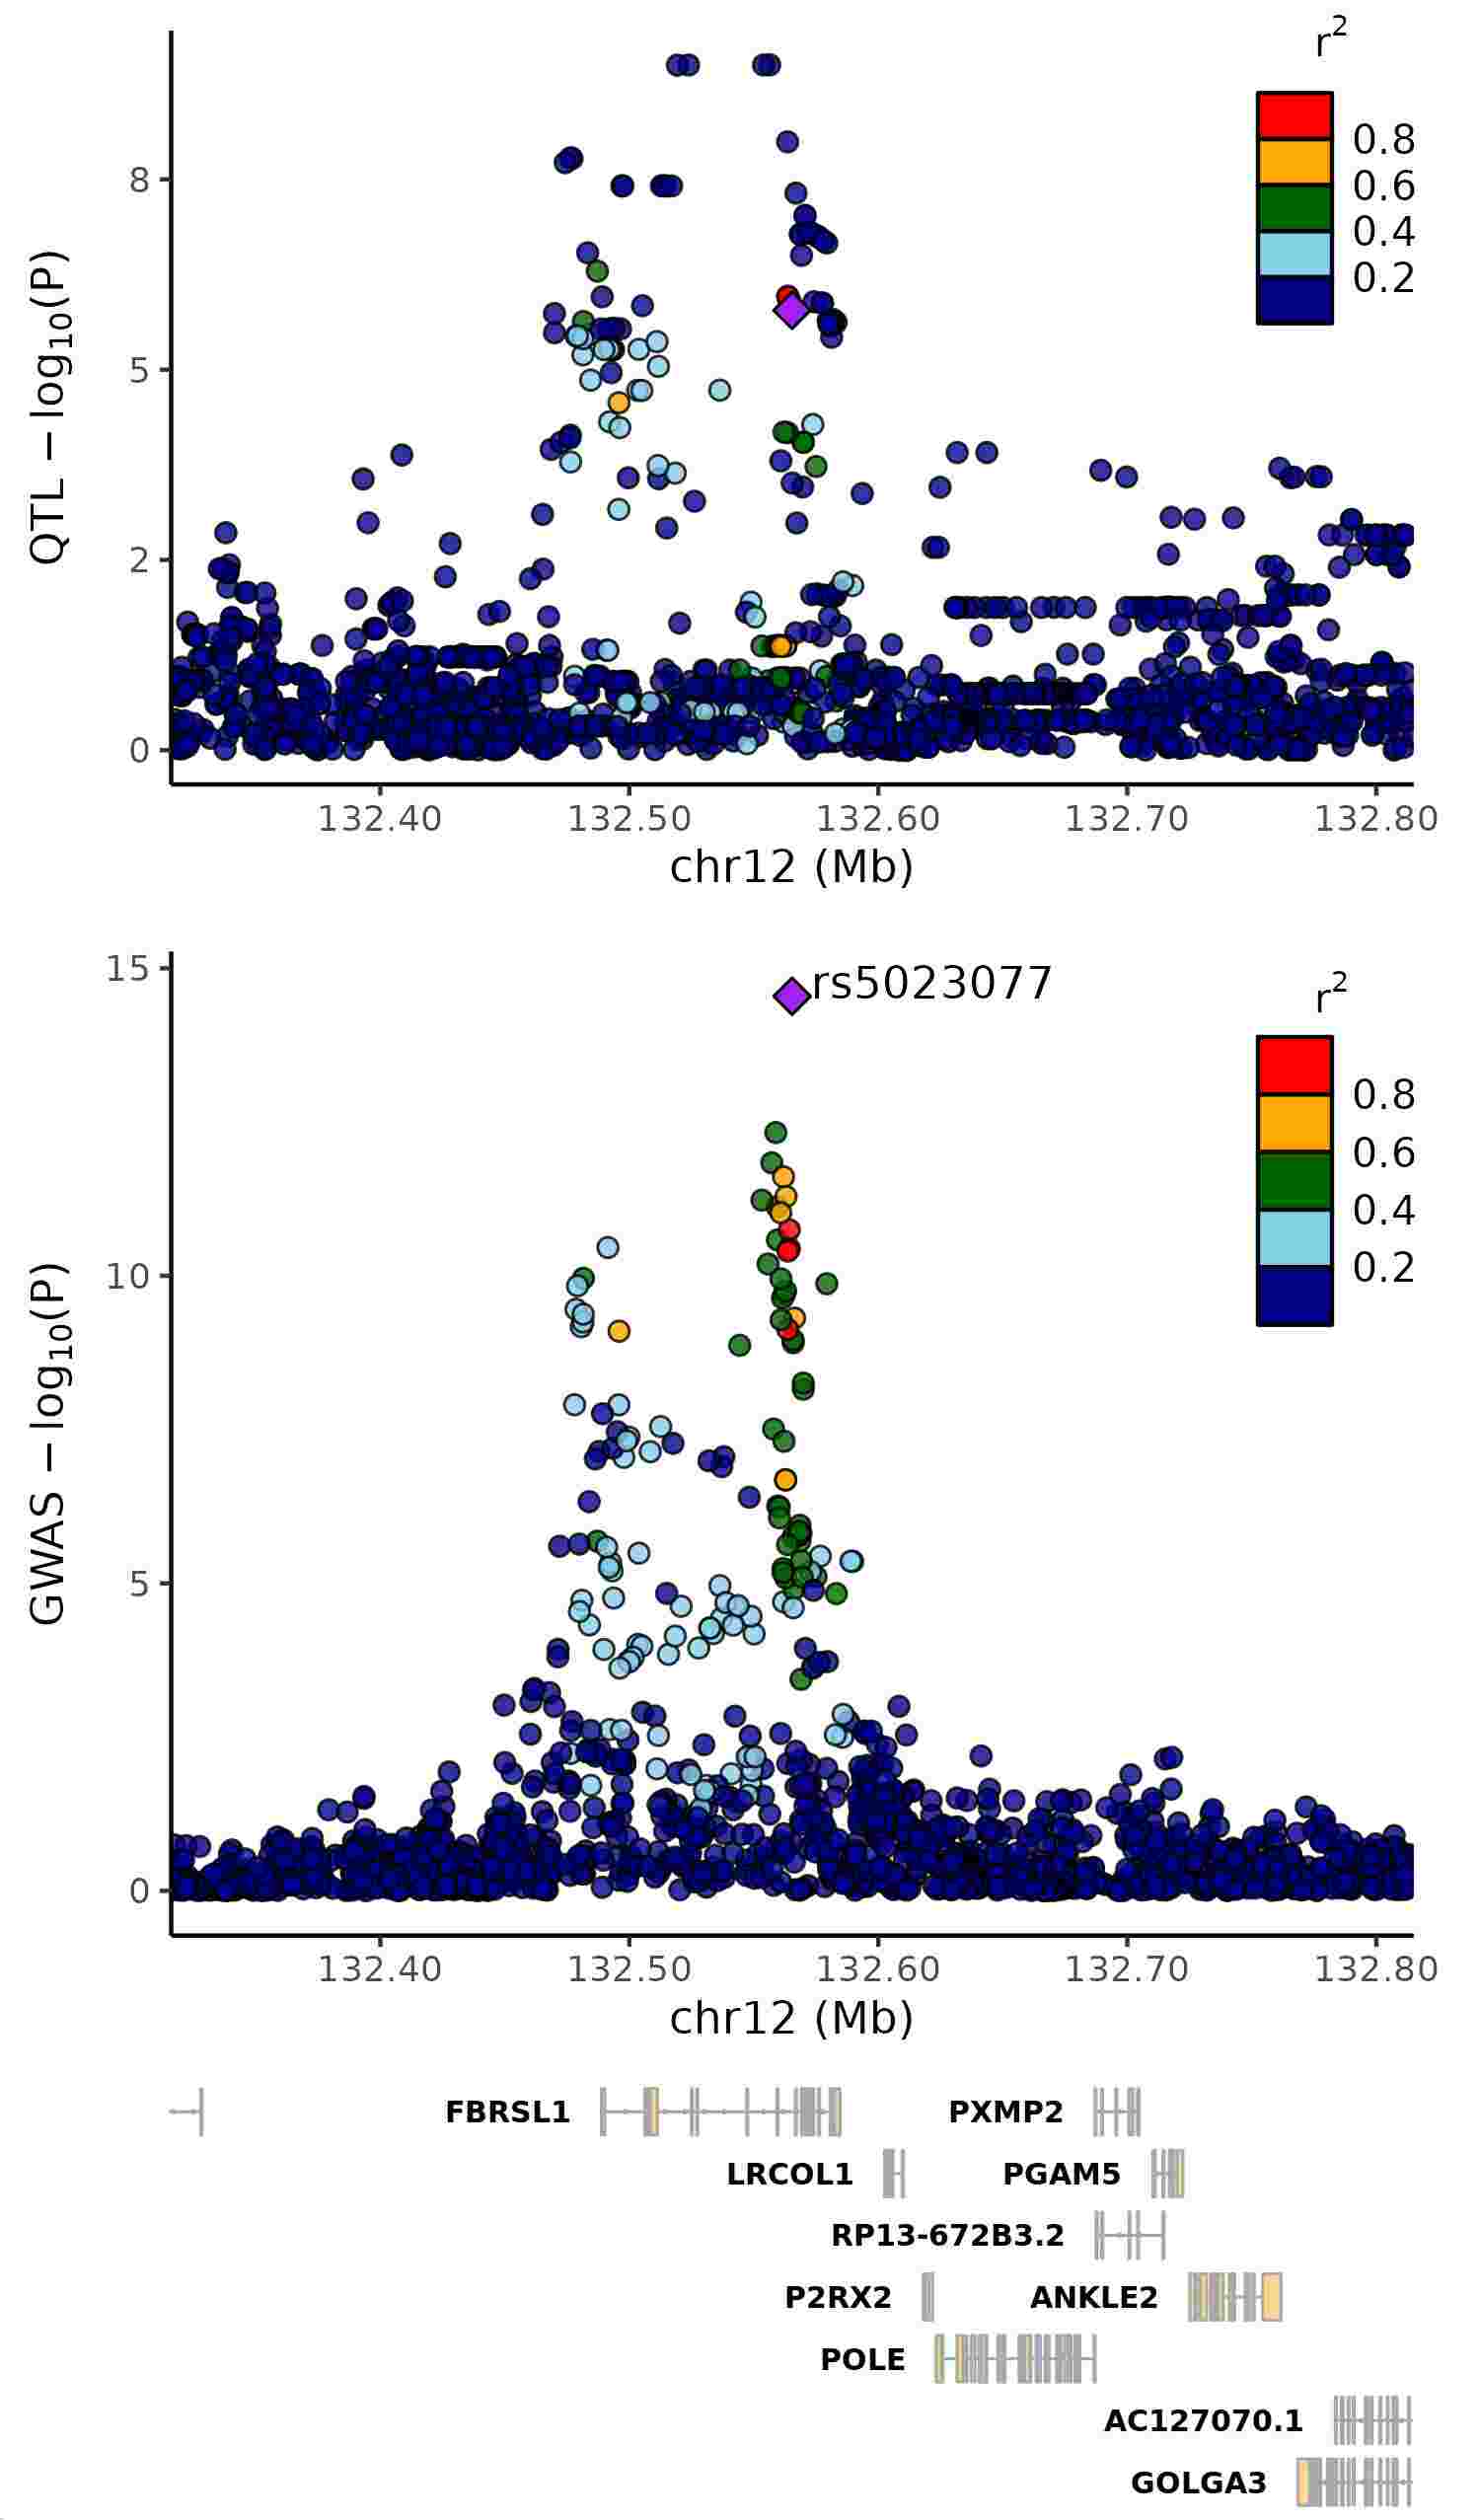 r²
0.8
0.6
0.4
0.2
8
5
2
0
QTL −log₁₀(P)
132.40 132.50 132.60 132.70 132.80
chr12 (Mb)
15
rs5023077
r²
0.8
0.6
0.4
0.2
10
5
0
GWAS −log₁₀(P)
132.40 132.50 132.60 132.70 132.80
chr12 (Mb)
FBRSL1 PXMP2
LRCOL1 PGAM5
RP13-672B3.2
P2RX2 ANKLE2
POLE
AC127070.1
GOLGA3